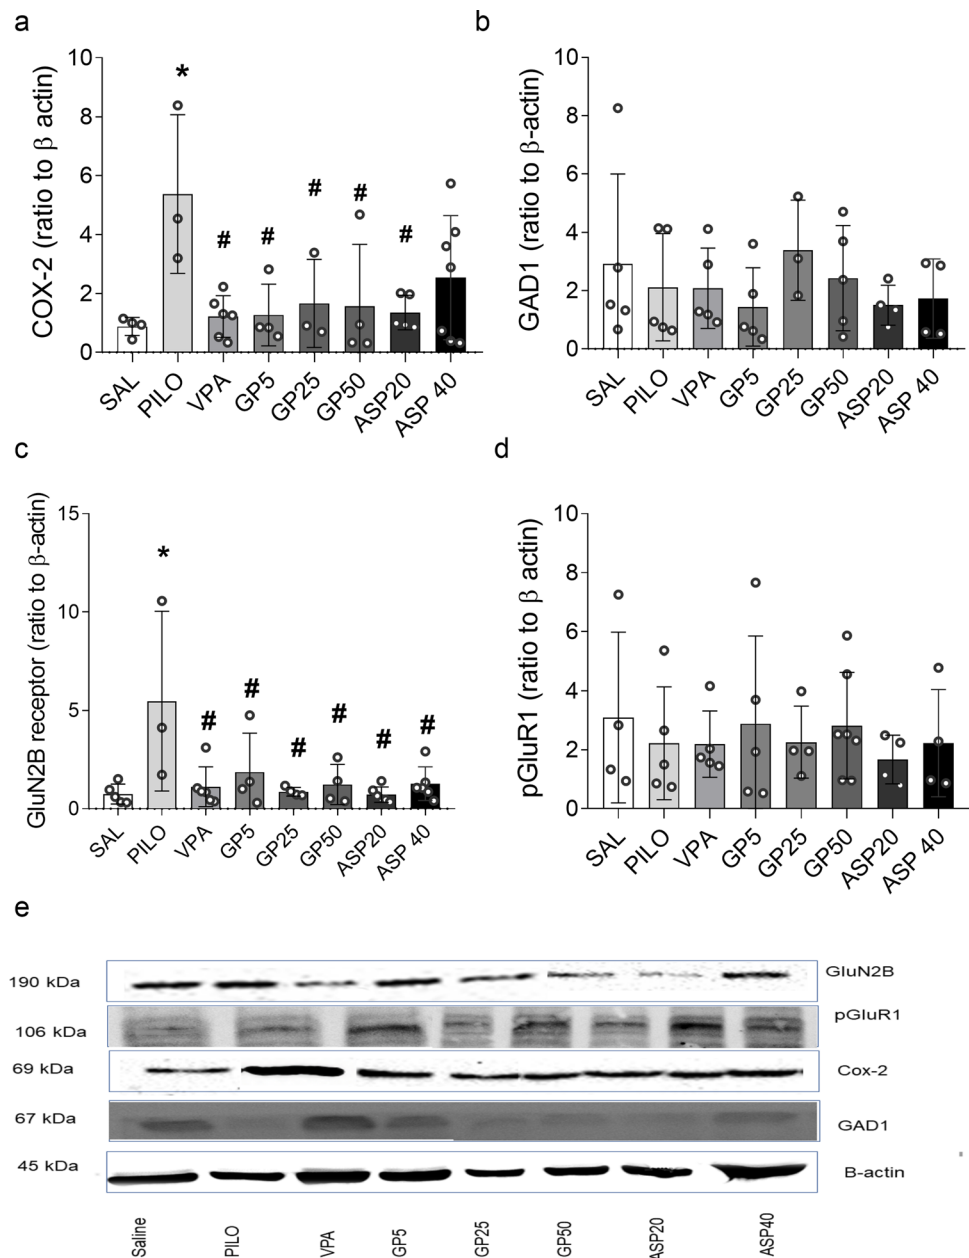 a
COX-2 (ratio to β actin)
10
8
6
4
2
0
*
#
#
#
#
#
SAL
PILO
VPA
GP5
GP25
GP50
ASP20
ASP 40
b
GAD1 (ratio to β-actin)
10
8
6
4
2
0
SAL
PILO
VPA
GP5
GP25
GP50
ASP20
ASP 40
c
GluN2B receptor (ratio to β-actin)
15
10
5
0
*
#
#
#
#
#
#
SAL
PILO
VPA
GP5
GP25
GP50
ASP20
ASP 40
d
pGluR1 (ratio to β actin)
10
8
6
4
2
0
SAL
PILO
VPA
GP5
GP25
GP50
ASP20
ASP 40
e
190 kDa
GluN2B
106 kDa
pGluR1
69 kDa
Cox-2
67 kDa
GAD1
45 kDa
B-actin
Saline
PILO
VPA
GP5
GP25
GP50
ASP20
ASP40